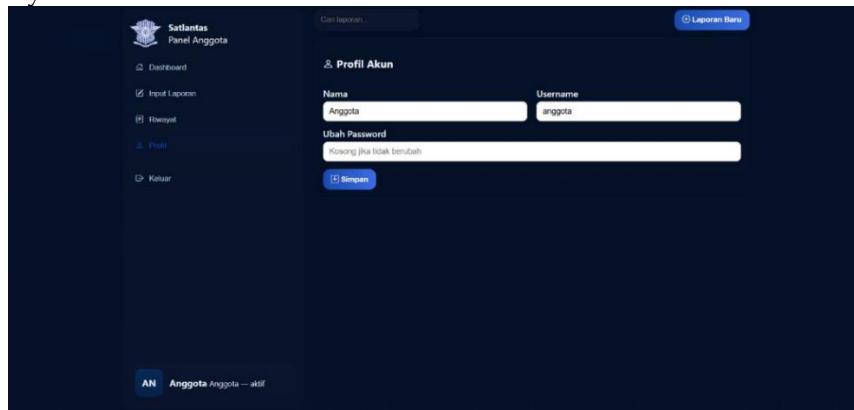 Satlantas
Panel Anggota
Dashboard
Input Laporan
Riwayat
Profil
Keluar
AN
Anggota Anggota — aktif
Cari laporan...
Laporan Baru
Profil Akun
Nama
Username
Anggota
anggota
Ubah Password
Kosong jika tidak berubah
Simpan